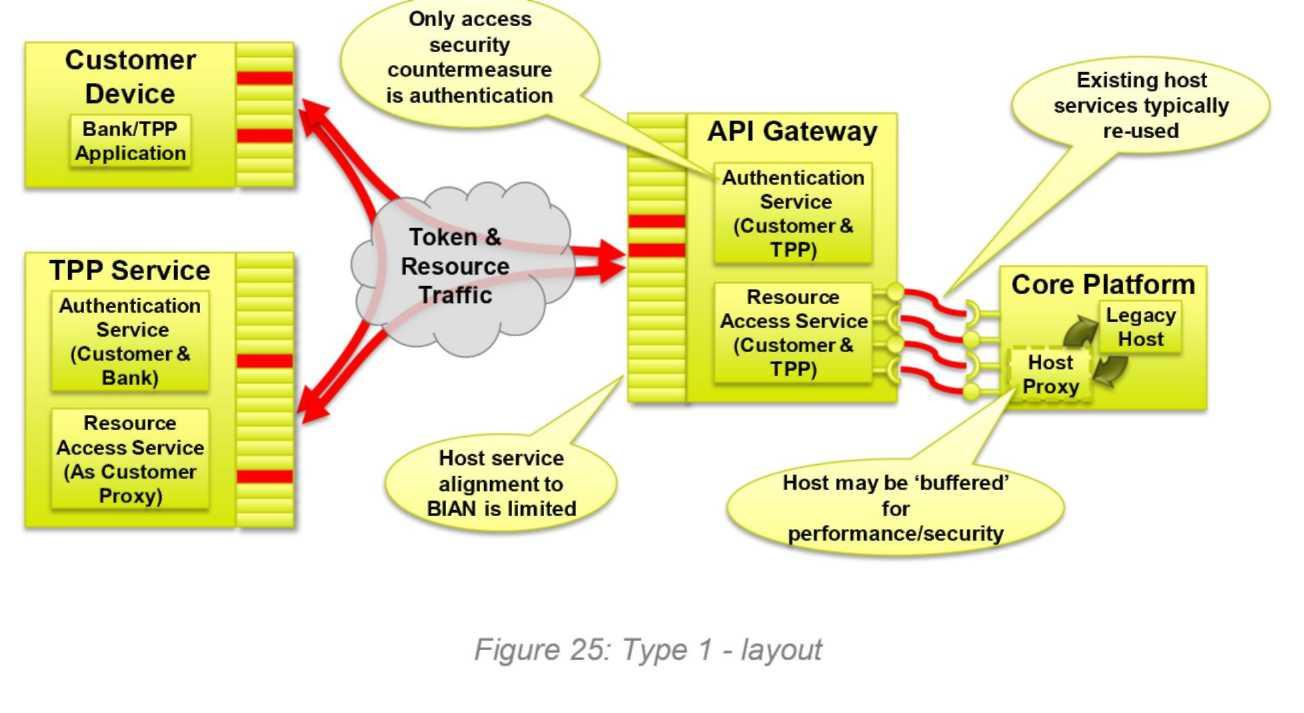 Customer
Device
Bank/TPP
Application
TPP Service
Authentication
Service
(Customer &
Bank)
Resource
Access Service
(As Customer
Proxy)
Only access
security
countermeasure
is authentication
Token &
Resource
Traffic
Host service
alignment to
BIAN is limited
API Gateway
Authentication
Service
(Customer &
TPP)
Resource
Access Service
(Customer &
TPP)
Existing host
services typically
re-used
Core Platform
Legacy
Host
Host
Proxy
Host may be ‘buffered’
for
performance/security
Figure 25: Type 1 - layout